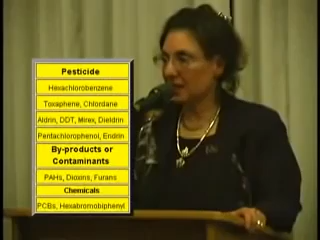 Pesticide
Hexachlorobenzene
Toxaphene, Chlordane
Aldrin, DDT, Mirex, Dieldrin
Pentachlorophenol, Endrin
By-products or
Contaminants
PAHs, Dioxins, Furans
Chemicals
PCBs, Hexabromobiphenyl